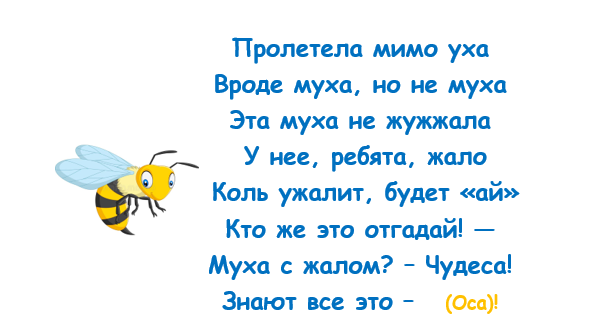 Пролетела мимо уха
Вроде муха, но не муха
Эта муха не жужжала
У нее, ребята, жало
Коль ужалит, будет «ай»
Кто же это отгадай! —
Муха с жалом? – Чудеса!
Знают все это – (Оса)!